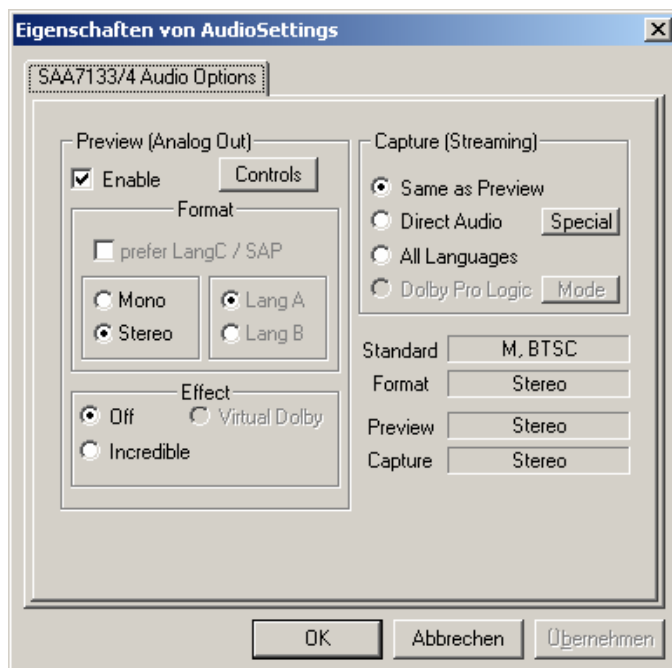 Eigenschaften von AudioSettings
SAA7133/4 Audio Options
Preview (Analog Out)
Enable
Controls
Format
prefer LangC / SAP
Mono
Stereo
Lang A
Lang B
Effect
Off
Virtual Dolby
Incredible
Capture (Streaming)
Same as Preview
Direct Audio
Special
All Languages
Dolby Pro Logic
Mode
Standard
M, BTSC
Format
Stereo
Preview
Stereo
Capture
Stereo
OK
Abbrechen
Übernehmen